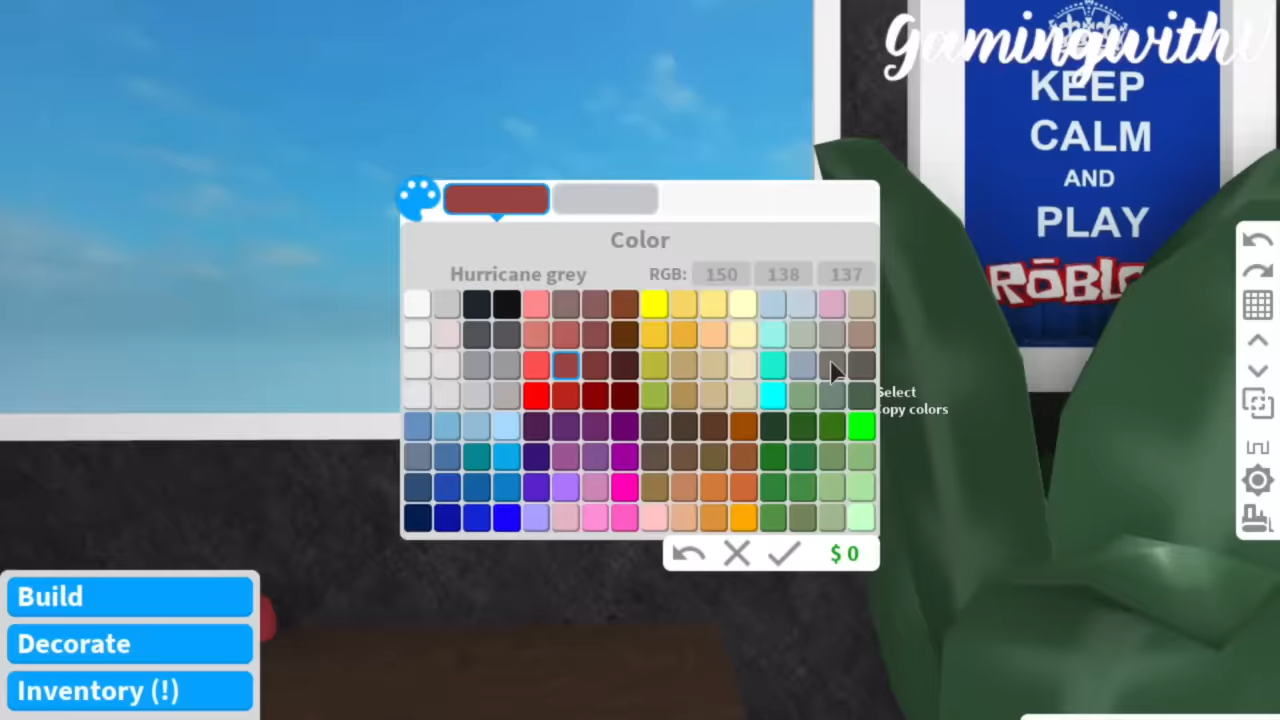 GamingwithV
KEEP
CALM
AND
PLAY
ROBLO
Color
Hurricane grey
RGB: 150 138 137
Select
opy colors
$ 0
Build
Decorate
Inventory (!)